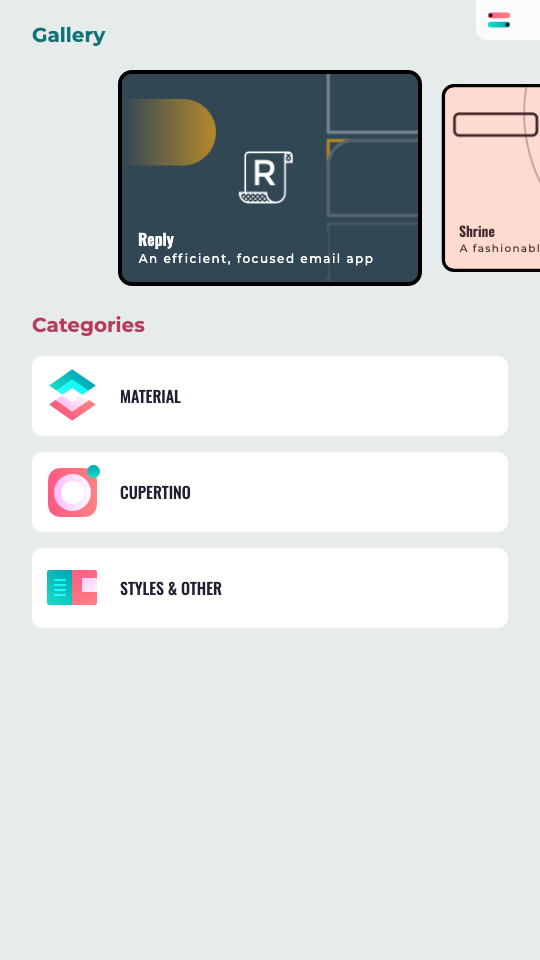 Gallery
R
Reply
An efficient, focused email app
Shrine
A fashionabl
Categories
MATERIAL
CUPERTINO
STYLES & OTHER